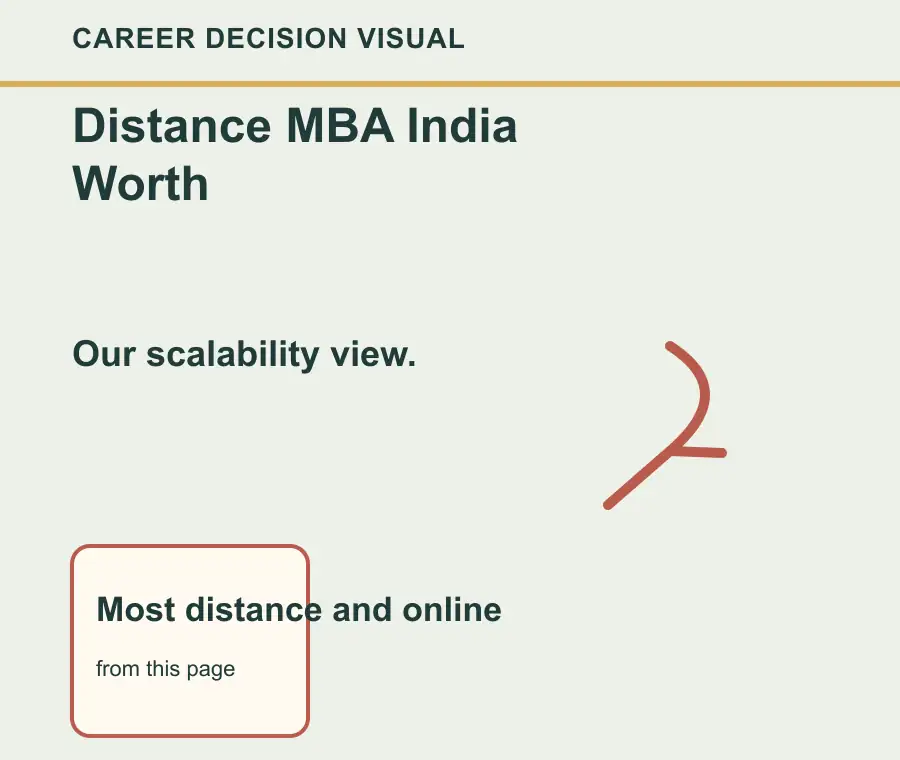 CAREER DECISION VISUAL
Distance MBA India
Worth
Our scalability view.
Most distance and online
from this page